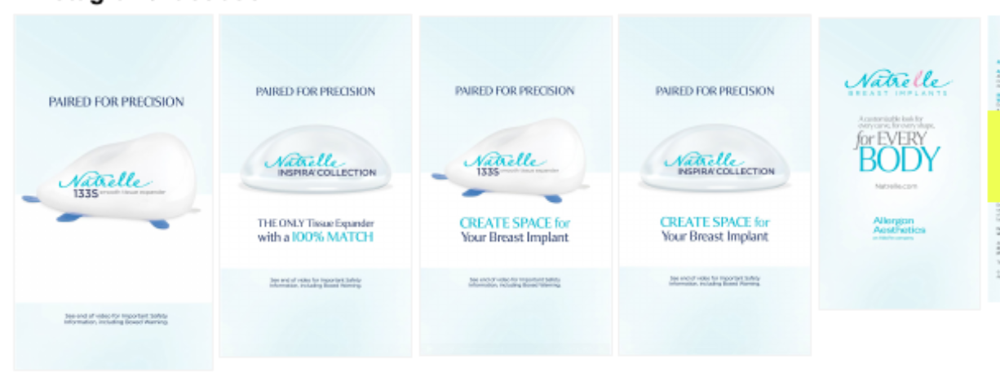 PAIRED FOR PRECISION
Natrelle
133S smooth tissue expander
See end of video for Important Safety
Information, including Boxed Warning.
PAIRED FOR PRECISION
Natrelle
INSPIRA® COLLECTION
THE ONLY Tissue Expander
with a 100% MATCH
See end of video for Important Safety
Information, including Boxed Warning.
PAIRED FOR PRECISION
Natrelle
133S smooth tissue expander
CREATE SPACE for
Your Breast Implant
See end of video for Important Safety
Information, including Boxed Warning.
PAIRED FOR PRECISION
Natrelle
INSPIRA® COLLECTION
CREATE SPACE for
Your Breast Implant
See end of video for Important Safety
Information, including Boxed Warning.
Natrelle
BREAST IMPLANTS
A customizable look for
every curve, for every shape,
for EVERY
BODY
Natrelle.com
Allergan
Aesthetics
an AbbVie company